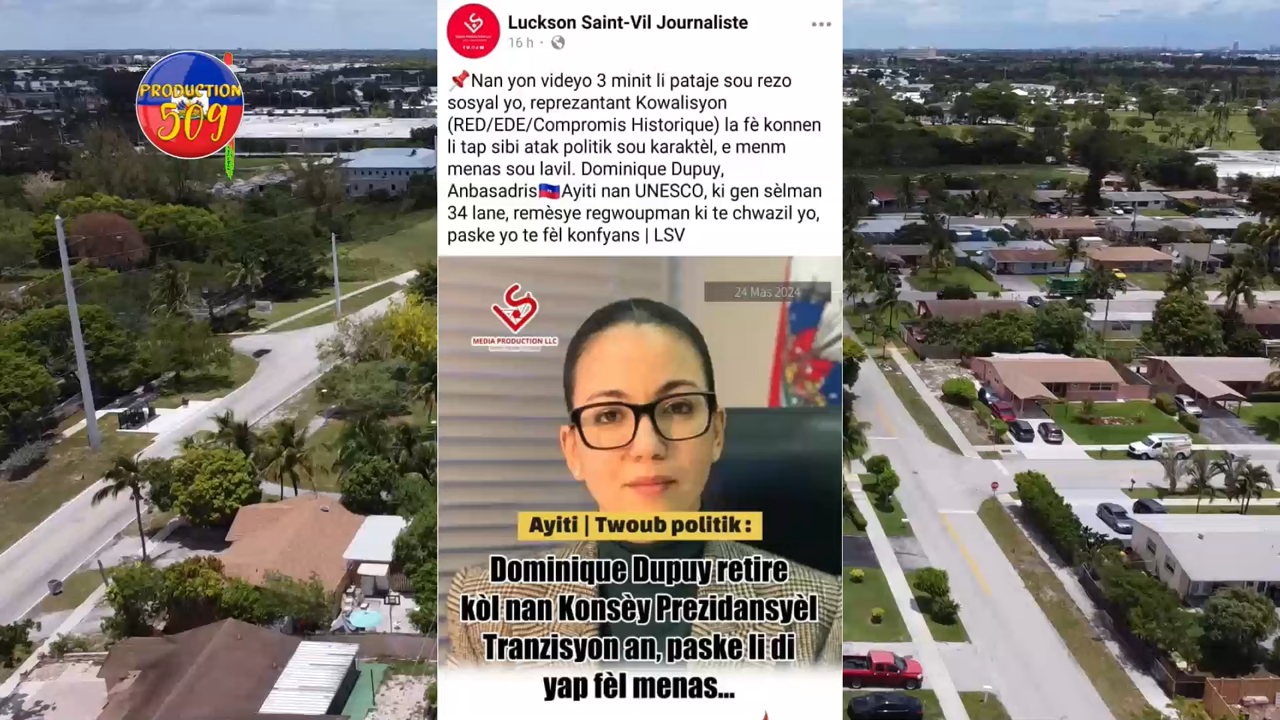 PRODUCTION
509
Luckson Saint-Vil Journaliste
16 h
📌Nan yon videyo 3 minit li pataje sou rezo
sosyal yo, reprezantant Kowalisyon
(RED/EDE/Compromis Historique) la fè konnen
li tap sibi atak politik sou karaktèl, e menm
menas sou lavil. Dominique Dupuy,
Anbasadris🇭🇹Ayiti nan UNESCO, ki gen sèlman
34 lane, remèsye regwoupman ki te chwazil yo,
paske yo te fèl konfyans | LSV
24 Mas 2024
MEDIA PRODUCTION LLC
Ayiti | Twoub politik :
Dominique Dupuy retire
kòl nan Konsèy Prezidansyèl
Tranzisyon an, paske li di
yap fèl menas...